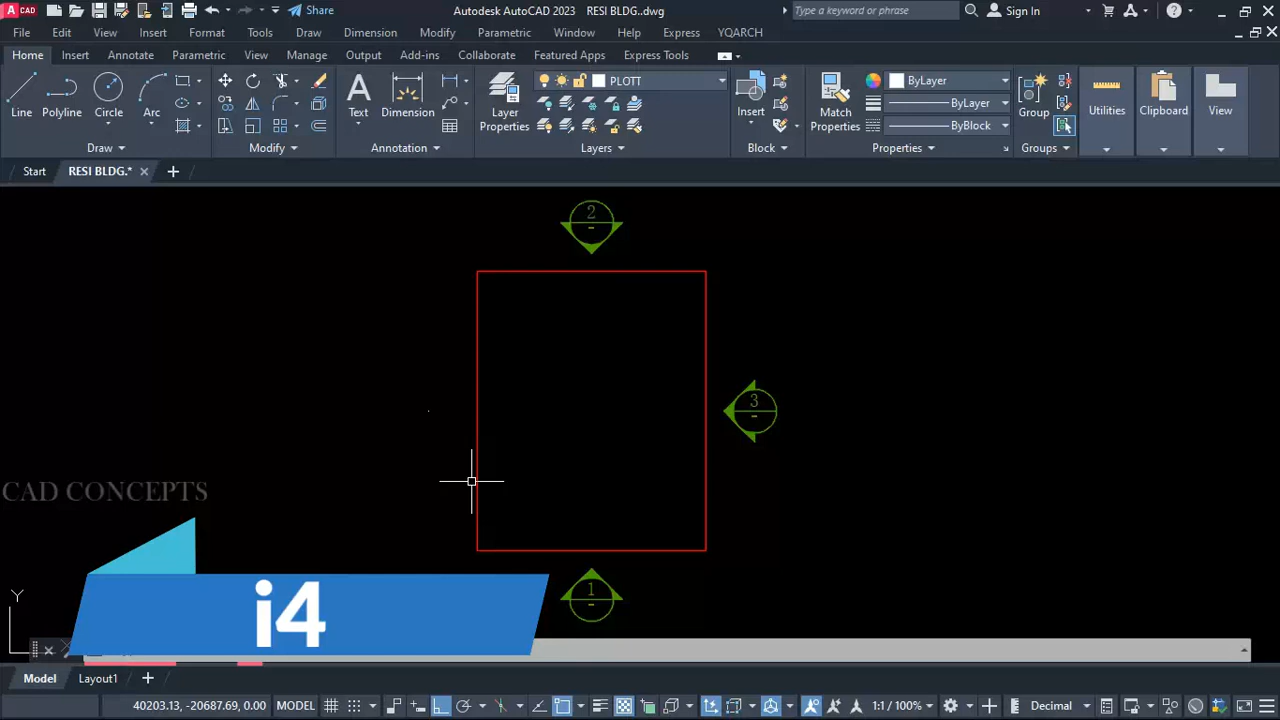 CAD
Share
Autodesk AutoCAD 2023 RESI BLDG..dwg
Type a keyword or phrase
Sign In
File Edit View Insert Format Tools Draw Dimension Modify Parametric Window Help Express YQARCH
Home Insert Annotate Parametric View Manage Output Add-ins Collaborate Featured Apps Express Tools
Line Polyline Circle Arc
Draw
Modify
Text Dimension
Annotation
Layer Properties
PLOTT
Layers
Insert
Block
Match Properties
ByLayer
ByLayer
ByBlock
Properties
Group
Groups
Utilities
Clipboard
View
Start RESI BLDG.*
2
-
3
-
CAD CONCEPTS
1
-
i4
Y
Model Layout1
40203.13, -20687.69, 0.00 MODEL 1:1 / 100% Decimal